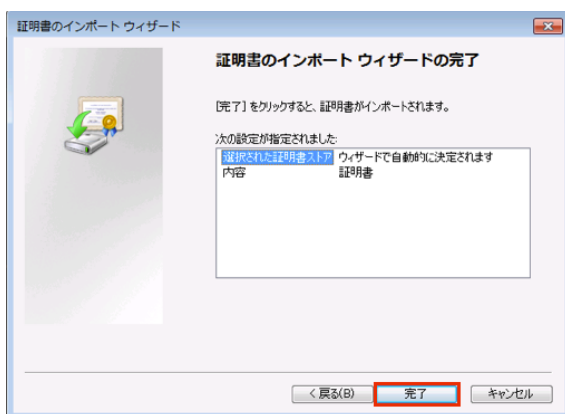 証明書のインポート ウィザード
証明書のインポート ウィザードの完了
[完了] をクリックすると、証明書がインポートされます。
次の設定が指定されました:
選択された証明書ストア ウィザードで自動的に決定されます
内容 証明書
< 戻る(B) 完了 キャンセル